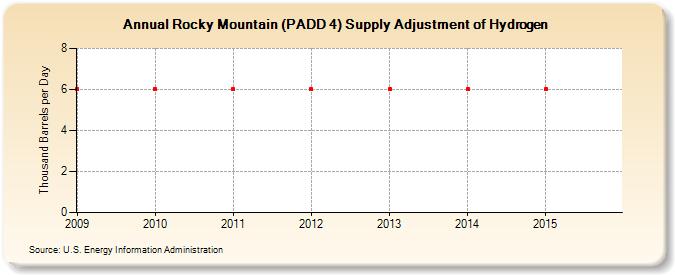 Annual Rocky Mountain (PADD 4) Supply Adjustment of Hydrogen
Thousand Barrels per Day
8
6
4
2
0
2009 2010 2011 2012 2013 2014 2015
Source: U.S. Energy Information Administration